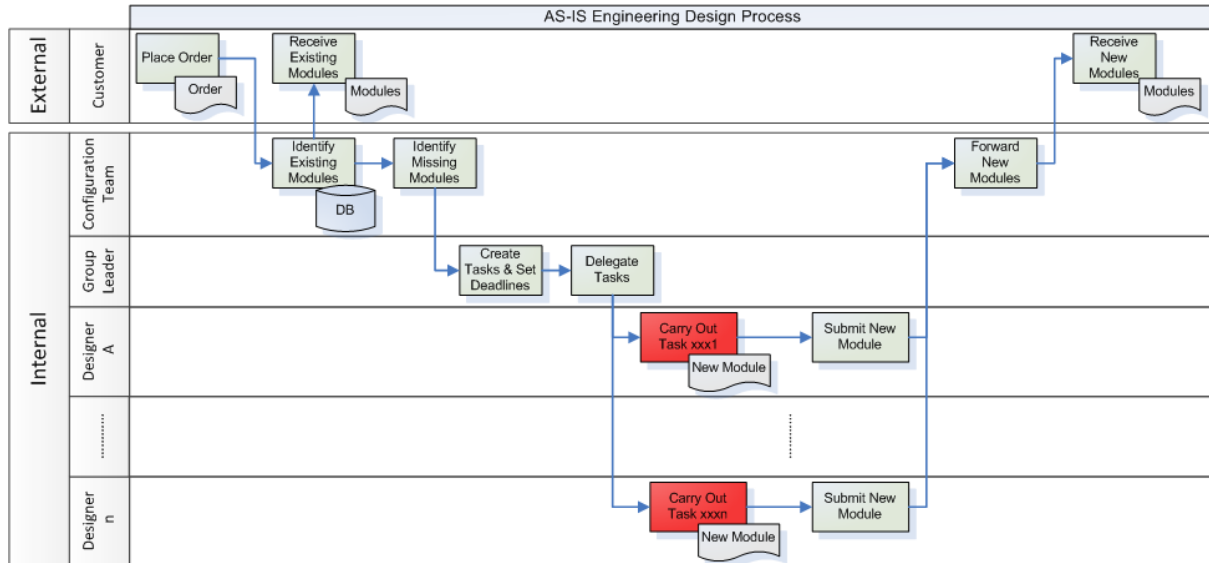 AS-IS Engineering Design Process
External
Customer
Place Order
Order
Receive
Existing
Modules
Modules
Receive
New
Modules
Modules
Internal
Configuration
Team
Identify
Existing
Modules
DB
Identify
Missing
Modules
Forward
New
Modules
Group
Leader
Create
Tasks & Set
Deadlines
Delegate
Tasks
Designer
A
Carry Out
Task xxx1
New Module
Submit New
Module
............
............
Designer
n
Carry Out
Task xxxn
New Module
Submit New
Module